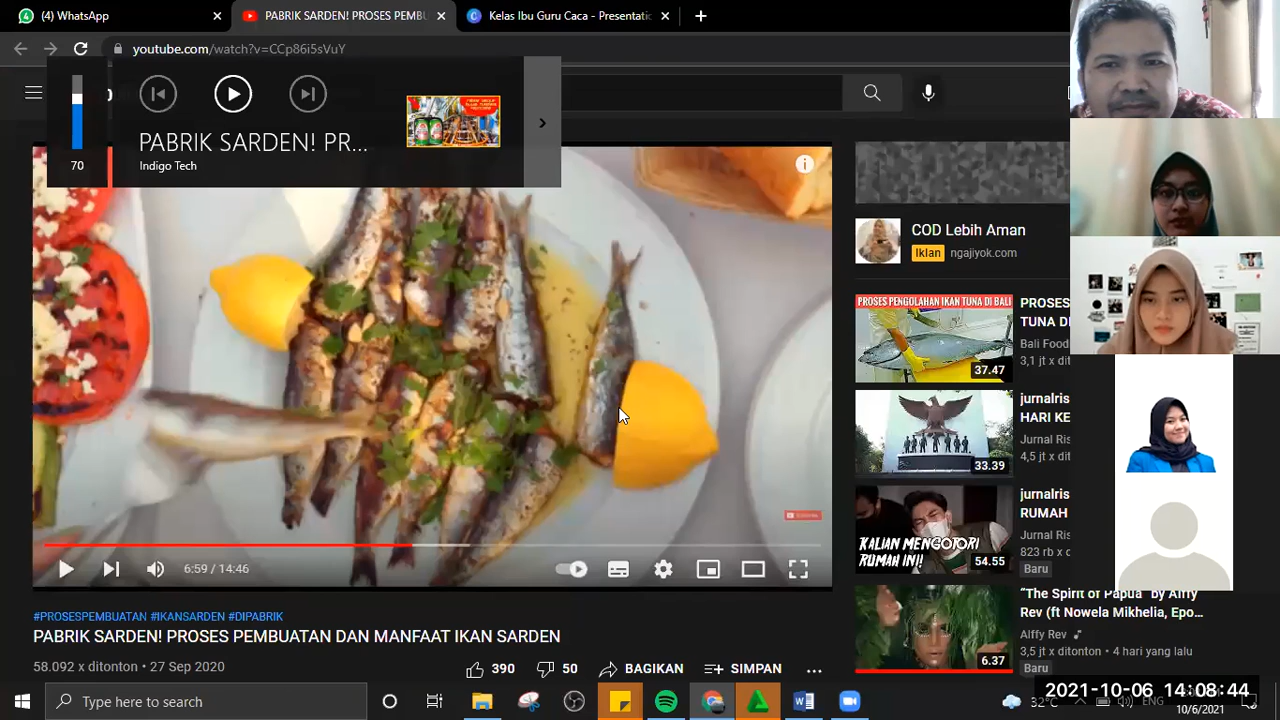 (4) WhatsApp
PABRIK SARDEN! PROSES PEMBU
Kelas Ibu Guru Caca - Presentatio
youtube.com/watch?v=CCp86i5sVuY
PABRIK SARDEN! PR...
Indigo Tech
70
COD Lebih Aman
Iklan ngajiyok.com
PROSES PENGOLAHAN IKAN TUNA DI BALI
37.47
PROSES
TUNA DI
Bali Food
3,1 jt x di
33.39
jurnalris
HARI KE
Jurnal Ris
4,5 jt x di
KALIAN MENGOTORI
RUMAH INI!
54.55
jurnalris
RUMAH
Jurnal Ris
823 rb x
Baru
6.37
"The Spirit of Papua" by Alffy
Rev (ft Nowela Mikhelia, Epo...
Alffy Rev
3,5 jt x ditonton • 4 hari yang lalu
Baru
6:59 / 14:46
#PROSESPEMBUATAN #IKANSARDEN #DIPABRIK
PABRIK SARDEN! PROSES PEMBUATAN DAN MANFAAT IKAN SARDEN
58.092 x ditonton • 27 Sep 2020
390
50
BAGIKAN
SIMPAN
Type here to search
32°C
ENG
2021-10-06 14:08:44
10/6/2021